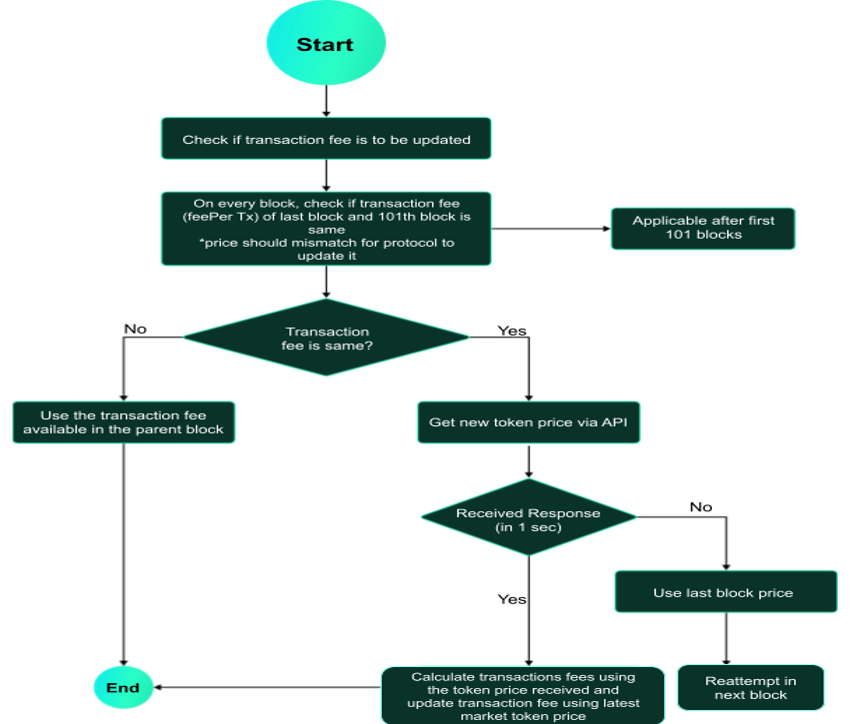 Start
Check if transaction fee is to be updated
On every block, check if transaction fee
(feePer Tx) of last block and 101th block is
same
*price should mismatch for protocol to
update it
Applicable after first
101 blocks
Transaction
fee is same?
No
Yes
Use the transaction fee
available in the parent block
Get new token price via API
Received Response
(in 1 sec)
No
Yes
Use last block price
End
Calculate transactions fees using
the token price received and
update transaction fee using latest
market token price
Reattempt in
next block